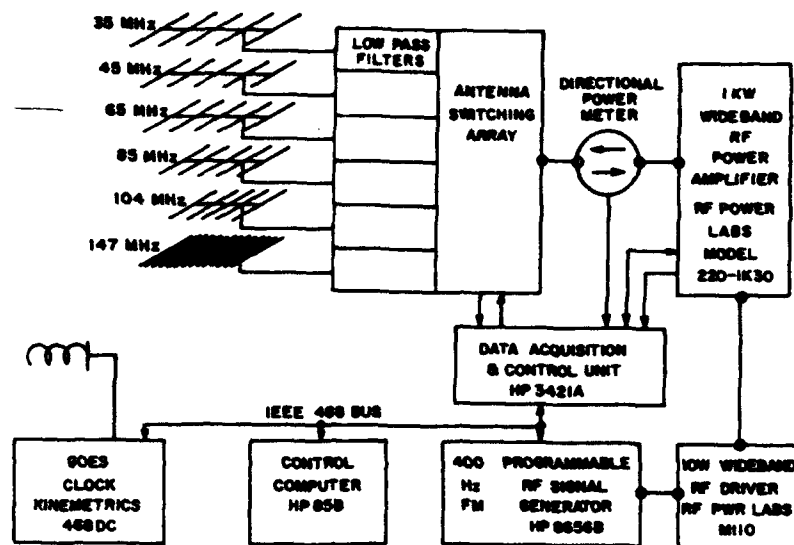 35 MHz
45 MHz
65 MHz
85 MHz
104 MHz
147 MHz
LOW PASS
FILTERS
ANTENNA
SWITCHING
ARRAY
DIRECTIONAL
POWER
METER
1 KW
WIDEBAND
RF
POWER
AMPLIFIER
RF POWER
LABS
MODEL
220-1K30
DATA ACQUISITION
& CONTROL UNIT
HP 3421A
IEEE 488 BUS
GOES
CLOCK
KINEMETRICS
468DC
CONTROL
COMPUTER
HP 85B
400 PROGRAMMABLE
Hz RF SIGNAL
FM GENERATOR
HP 8656B
10W WIDEBAND
RF DRIVER
RF PWR LABS
M110